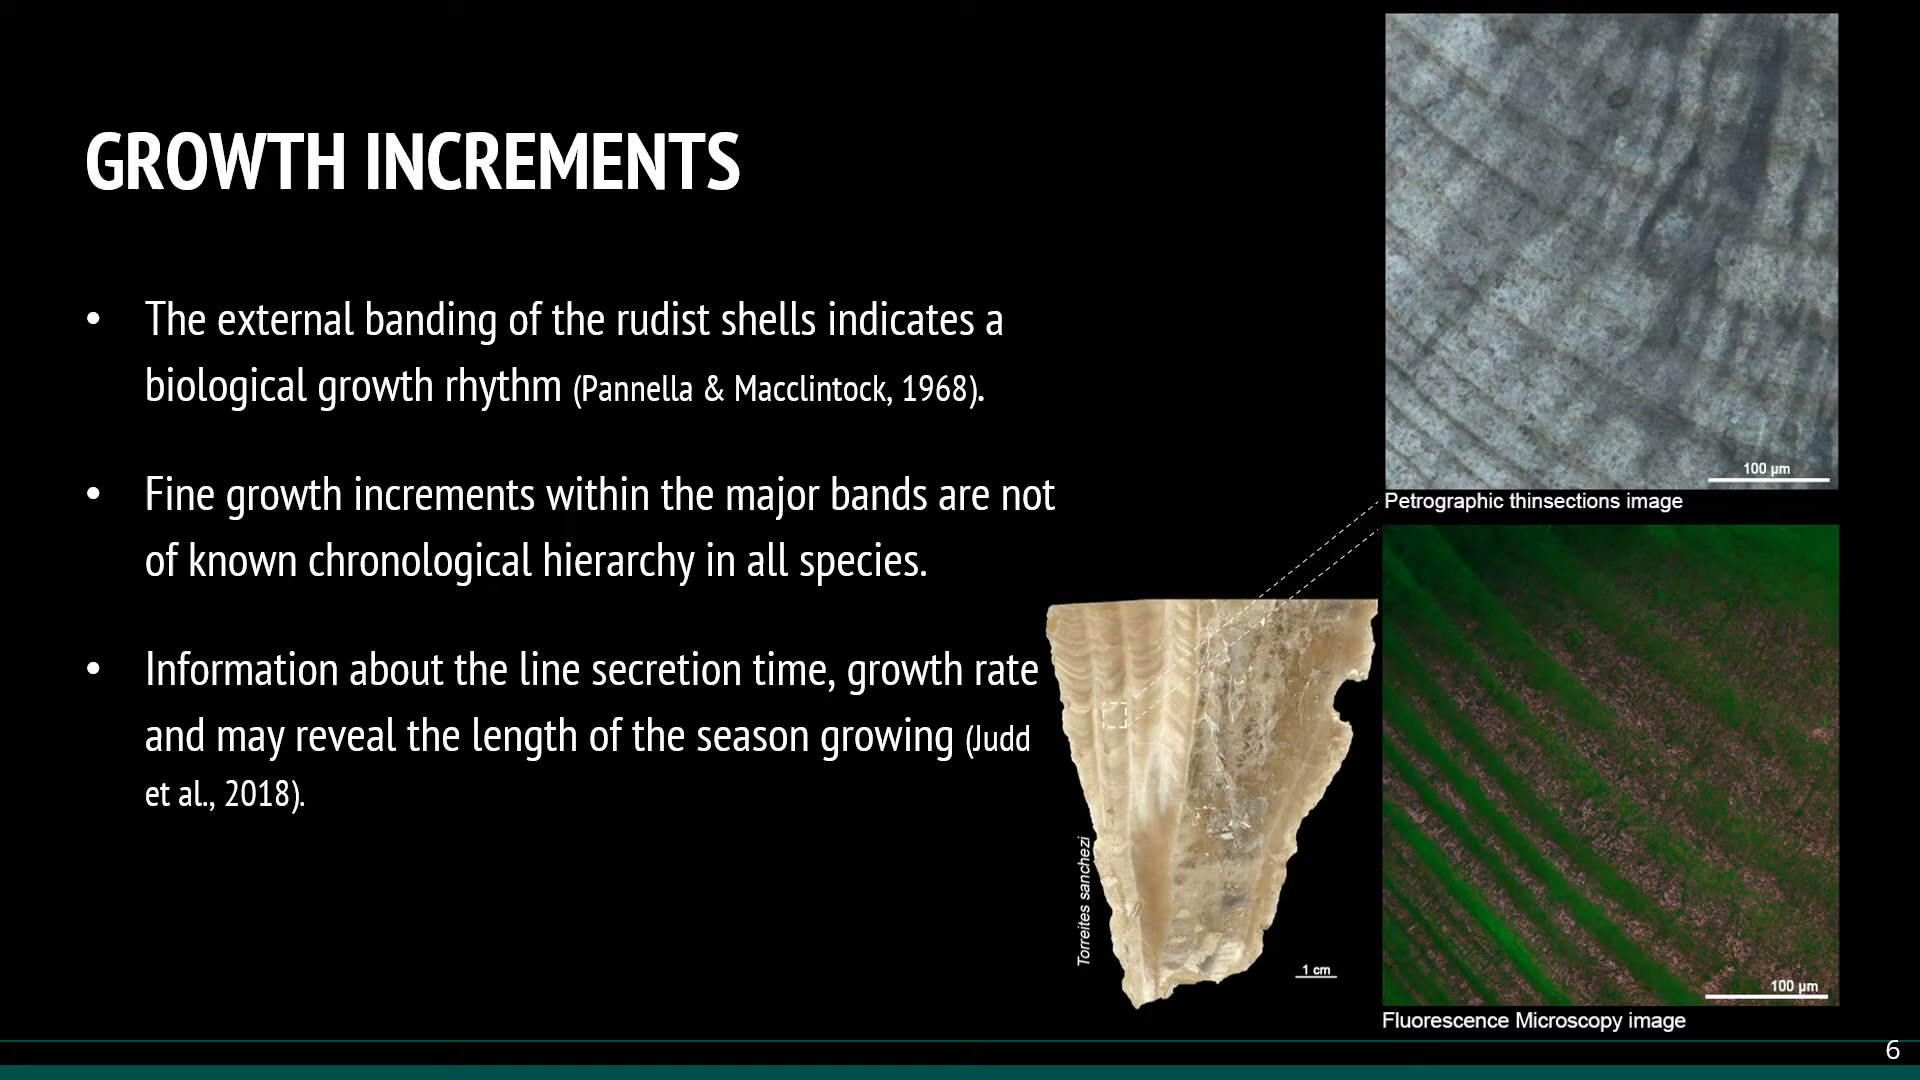 GROWTH INCREMENTS
• The external banding of the rudist shells indicates a
biological growth rhythm (Pannella & Macclintock, 1968).
• Fine growth increments within the major bands are not
of known chronological hierarchy in all species.
• Information about the line secretion time, growth rate
and may reveal the length of the season growing (Judd
et al., 2018).
100 µm
Petrographic thinsections image
Torreites sanchezi
1 cm
100 µm
Fluorescence Microscopy image
6